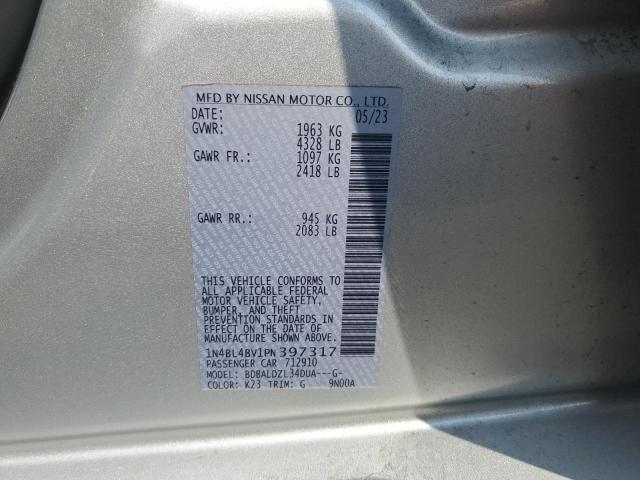 MFD BY NISSAN MOTOR CO., LTD.
DATE: 05/23
GVWR: 1963 KG
4328 LB
GAWR FR.: 1097 KG
2418 LB
GAWR RR.: 945 KG
2083 LB
THIS VEHICLE CONFORMS TO
ALL APPLICABLE FEDERAL
MOTOR VEHICLE SAFETY,
BUMPER, AND THEFT
PREVENTION STANDARDS IN
EFFECT ON THE DATE OF
MANUFACTURE SHOWN ABOVE.
1N4BL4BV1PN397317
PASSENGER CAR 712910
MODEL: BDBALDZL34DUA---G-
COLOR: K23 TRIM: G 9N00A